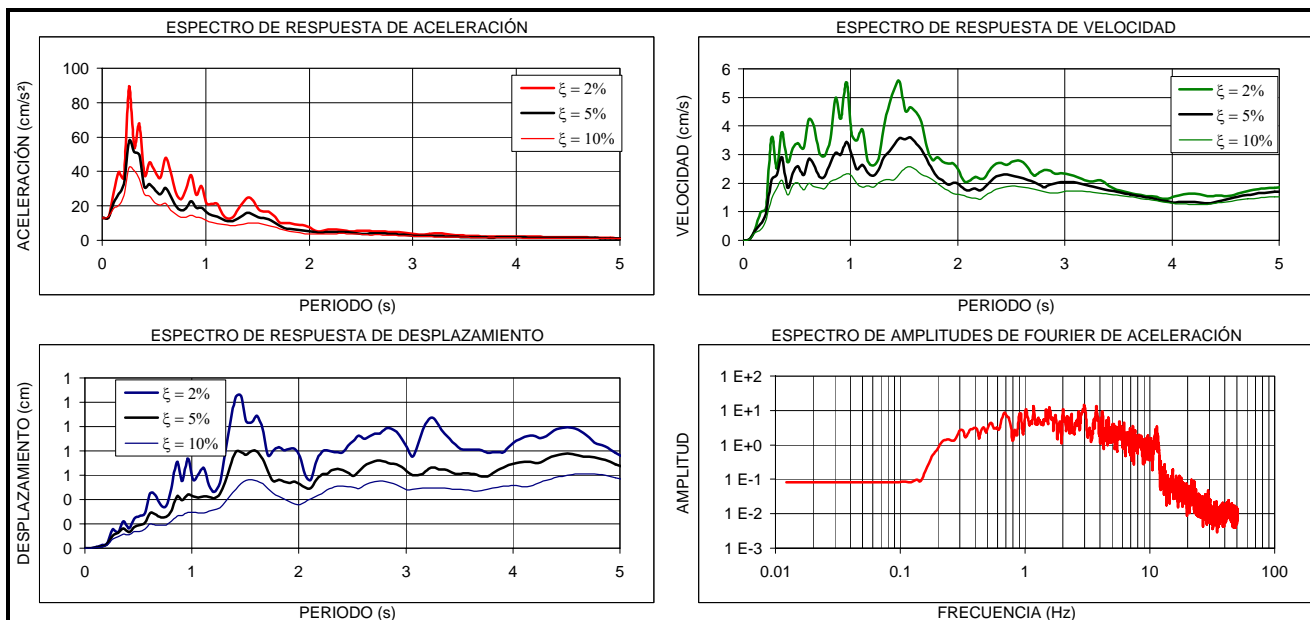 ESPECTRO DE RESPUESTA DE ACELERACIÓN
ACELERACIÓN (cm/s²)
100
80
60
40
20
0
ξ = 2%
ξ = 5%
ξ = 10%
0 1 2 3 4 5
PERIODO (s)
ESPECTRO DE RESPUESTA DE VELOCIDAD
VELOCIDAD (cm/s)
6
5
4
3
2
1
0
ξ = 2%
ξ = 5%
ξ = 10%
0 1 2 3 4 5
PERIODO (s)
ESPECTRO DE RESPUESTA DE DESPLAZAMIENTO
DESPLAZAMIENTO (cm)
1
1
1
1
1
0
0
0
ξ = 2%
ξ = 5%
ξ = 10%
0 1 2 3 4 5
PERIODO (s)
ESPECTRO DE AMPLITUDES DE FOURIER DE ACELERACIÓN
AMPLITUD
1 E+2
1 E+1
1 E+0
1 E-1
1 E-2
1 E-3
0.01 0.1 1 10 100
FRECUENCIA (Hz)